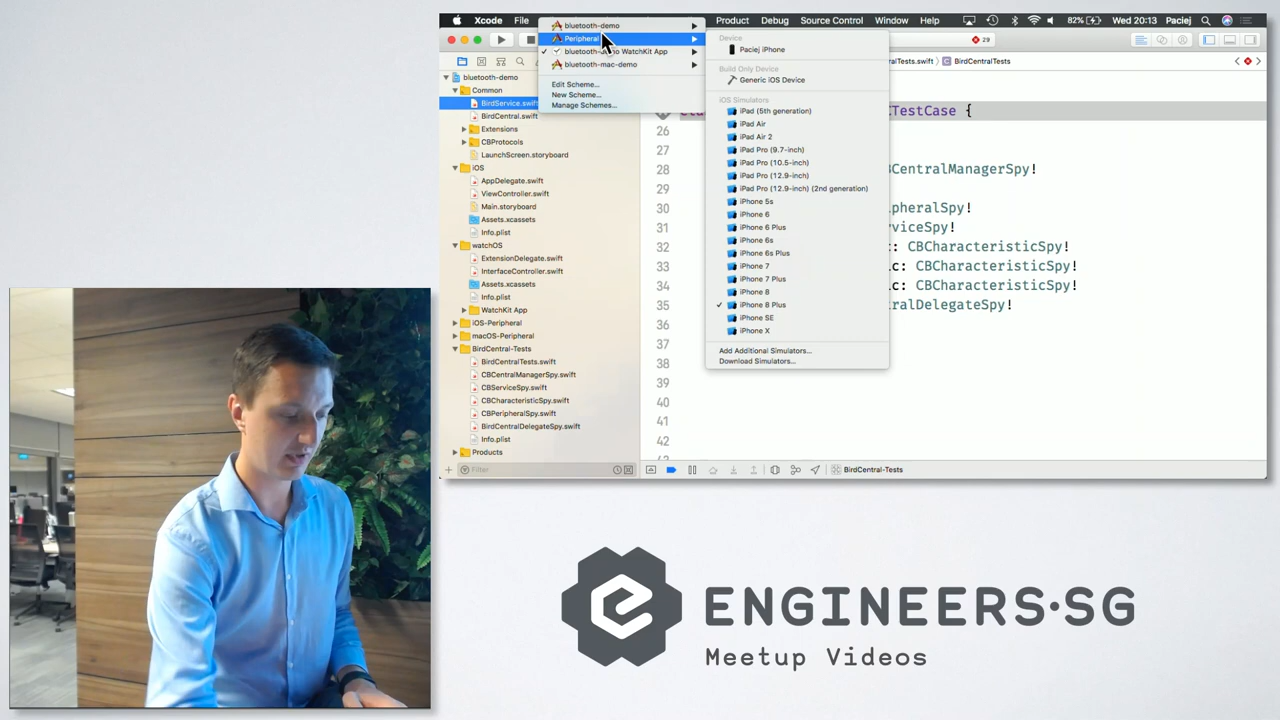 Xcode File Product Debug Source Control Window Help 82% Wed 20:13 Paciej
bluetooth-demo
Peripheral
WatchKit App
bluetooth-mac-demo
Edit Scheme...
New Scheme...
Manage Schemes...
Device
Paciej iPhone
Build Only Device
Generic iOS Device
iOS Simulators
iPad (5th generation)
iPad Air
iPad Air 2
iPad Pro (9.7-inch)
iPad Pro (10.5-inch)
iPad Pro (12.9-inch)
iPad Pro (12.9-inch) (2nd generation)
iPhone 5s
iPhone 6
iPhone 6 Plus
iPhone 6s
iPhone 6s Plus
iPhone 7
iPhone 7 Plus
iPhone 8
iPhone 8 Plus
iPhone SE
iPhone X
Add Additional Simulators...
Download Simulators...
29
alTests.swift BirdCentralTests
bluetooth-demo
Common
BirdService.swift
BirdCentral.swift
Extensions
CBProtocols
LaunchScreen.storyboard
iOS
AppDelegate.swift
ViewController.swift
Main.storyboard
Assets.xcassets
Info.plist
watchOS
ExtensionDelegate.swift
InterfaceController.swift
Assets.xcassets
Info.plist
WatchKit App
iOS-Peripheral
macOS-Peripheral
BirdCentral-Tests
BirdCentralTests.swift
CBCentralManagerSpy.swift
CBServiceSpy.swift
CBCharacteristicSpy.swift
CBPeripheralSpy.swift
BirdCentralDelegateSpy.swift
Info.plist
Products
Filter
TestCase {
26
27
28 BCentralManagerSpy!
29
30 ipheralSpy!
31 rviceSpy!
32 c: CBCharacteristicSpy!
33 ic: CBCharacteristicSpy!
34 ic: CBCharacteristicSpy!
35 ralDelegateSpy!
36
37
38
39
40
41
42
BirdCentral-Tests
ENGINEERS·SG
Meetup Videos